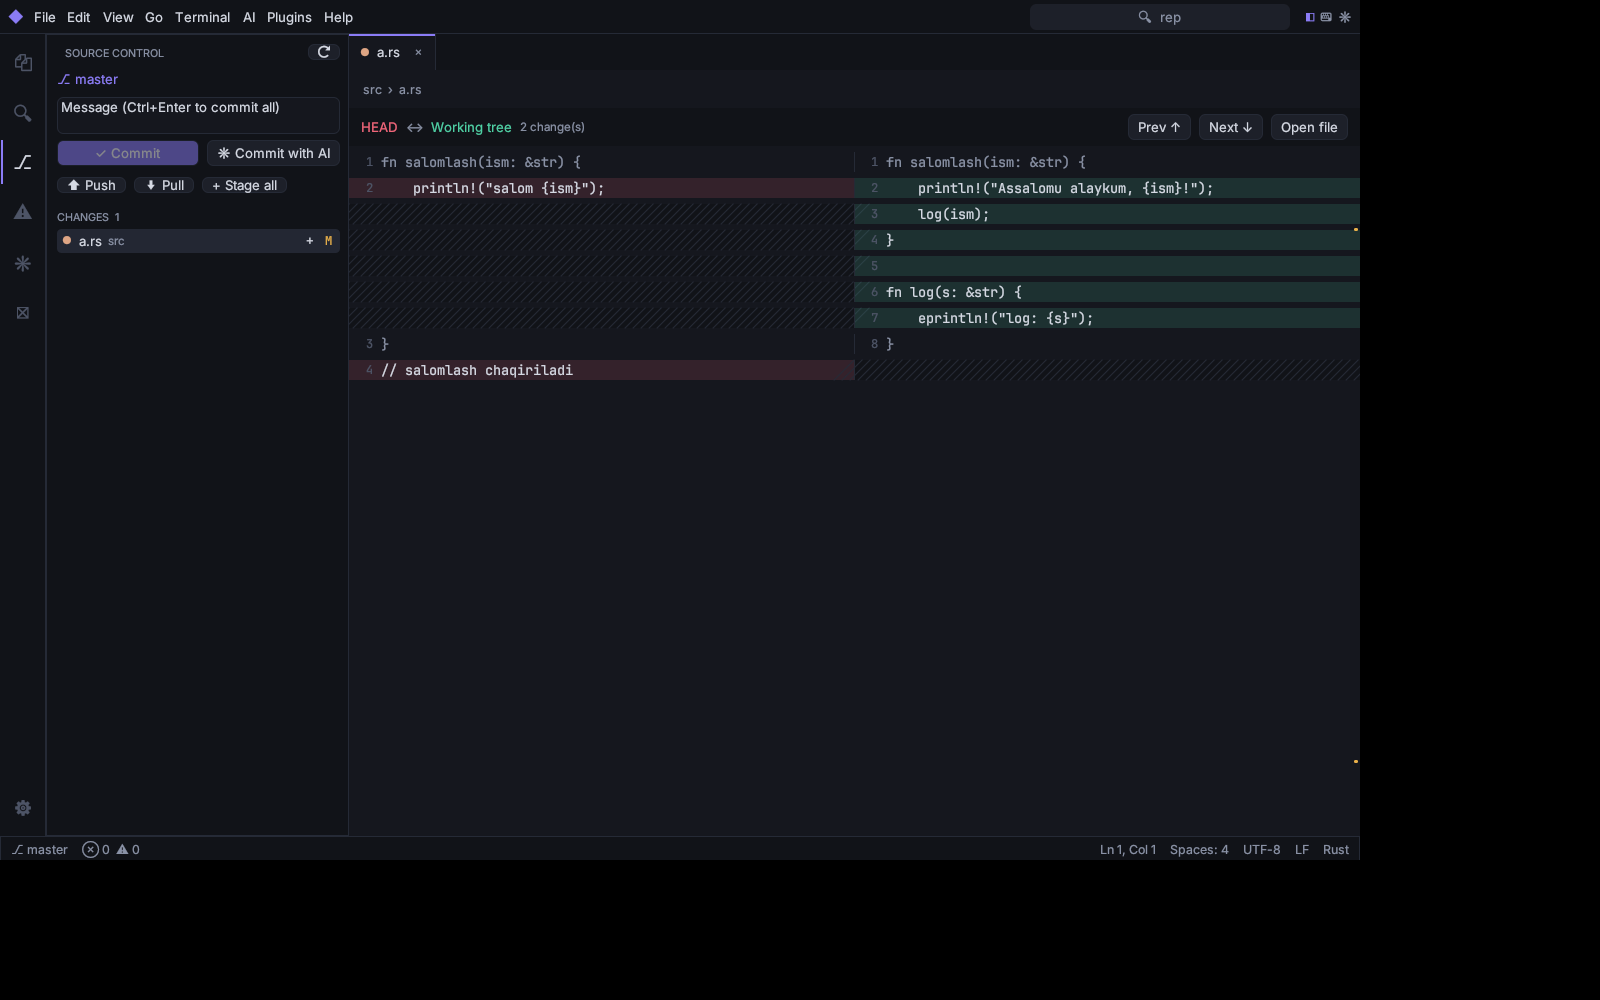 File Edit View Go Terminal AI Plugins Help
rep
SOURCE CONTROL
master
Message (Ctrl+Enter to commit all)
✓ Commit
Commit with AI
Push
Pull
+ Stage all
CHANGES 1
a.rs src + M
a.rs ×
src › a.rs
HEAD ↔ Working tree 2 change(s)
Prev ↑ Next ↓ Open file
1 fn salomlash(ism: &str) {
2     println!("salom {ism}");
3 }
4 // salomlash chaqiriladi
1 fn salomlash(ism: &str) {
2     println!("Assalomu alaykum, {ism}!");
3     log(ism);
4 }
5
6 fn log(s: &str) {
7     eprintln!("log: {s}");
8 }
master 0 0
Ln 1, Col 1 Spaces: 4 UTF-8 LF Rust